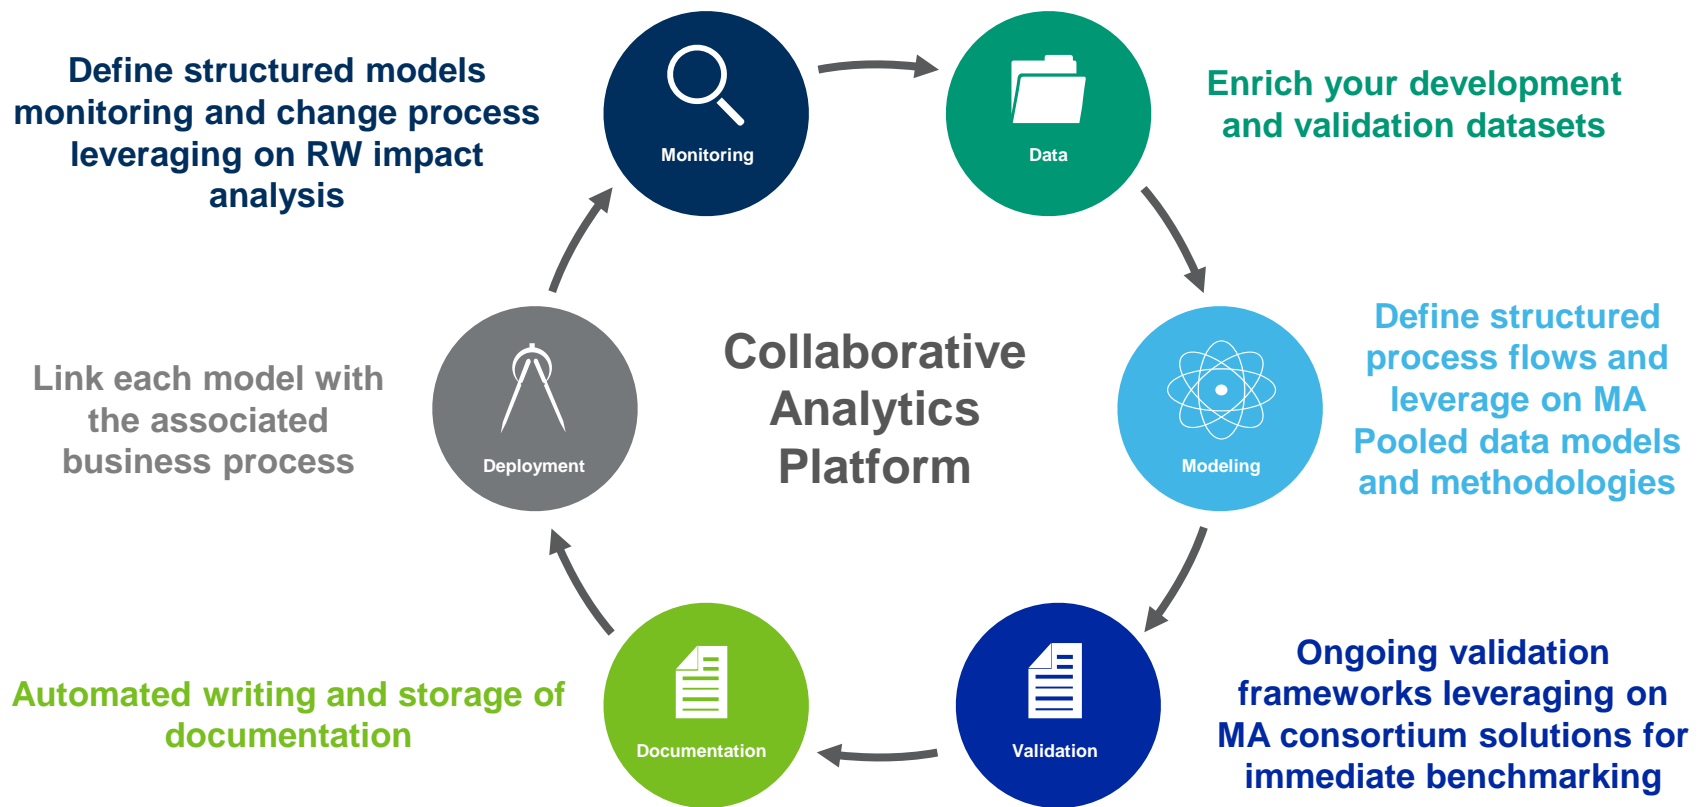 Define structured models
monitoring and change process
leveraging on RW impact
analysis
Monitoring
Data
Enrich your development
and validation datasets
Link each model with
the associated
business process
Deployment
Collaborative
Analytics
Platform
Modeling
Define structured
process flows and
leverage on MA
Pooled data models
and methodologies
Automated writing and storage of
documentation
Documentation
Validation
Ongoing validation
frameworks leveraging on
MA consortium solutions for
immediate benchmarking